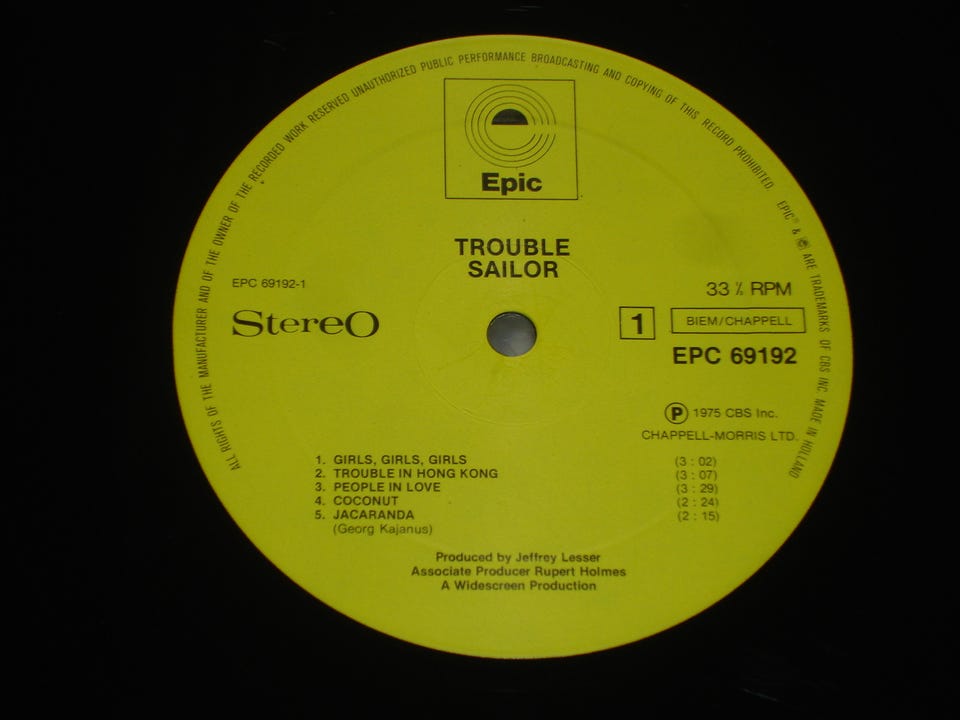 ALL RIGHTS OF THE MANUFACTURER AND OF THE OWNER OF THE RECORDED WORK RESERVED UNAUTHORIZED PUBLIC PERFORMANCE BROADCASTING AND COPYING OF THIS RECORD PROHIBITED. EPIC® & ARE TRADEMARKS OF CBS INC. MADE IN HOLLAND
Epic
TROUBLE
SAILOR
EPC 69192-1
33⅓ RPM
Stereo
1
BIEM/CHAPPELL
EPC 69192
Ⓟ 1975 CBS Inc.
CHAPPELL-MORRIS LTD.
1. GIRLS, GIRLS, GIRLS (3 : 02)
2. TROUBLE IN HONG KONG (3 : 07)
3. PEOPLE IN LOVE (3 : 29)
4. COCONUT (2 : 24)
5. JACARANDA (2 : 15)
(Georg Kajanus)
Produced by Jeffrey Lesser
Associate Producer Rupert Holmes
A Widescreen Production